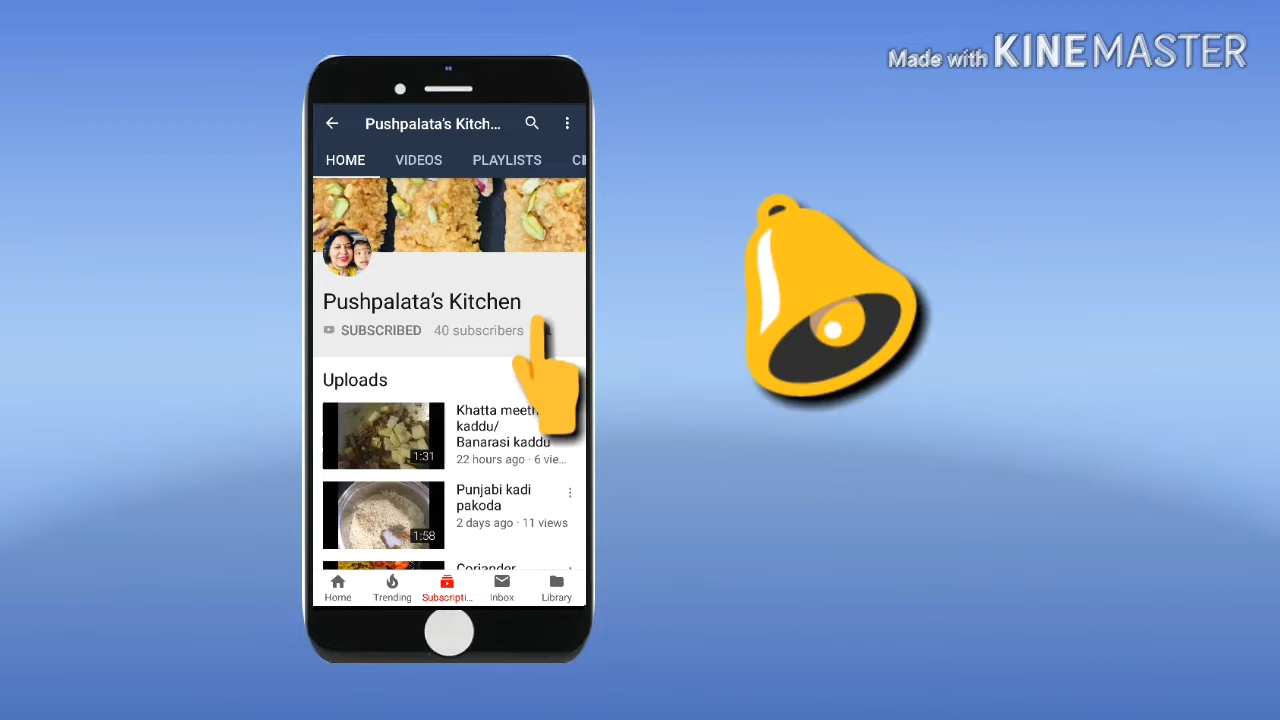 Made with KINEMASTER
Pushpalata's Kitch...
HOME VIDEOS PLAYLISTS
Pushpalata's Kitchen
SUBSCRIBED 40 subscribers
Uploads
Khatta
kaddu/
Banarasi kaddu
1:31
22 hours ago · 6 vie...
Punjabi kadi
pakoda
2 days ago · 11 views
1:58
Coriander
Home Trending Subscripti... Inbox Library